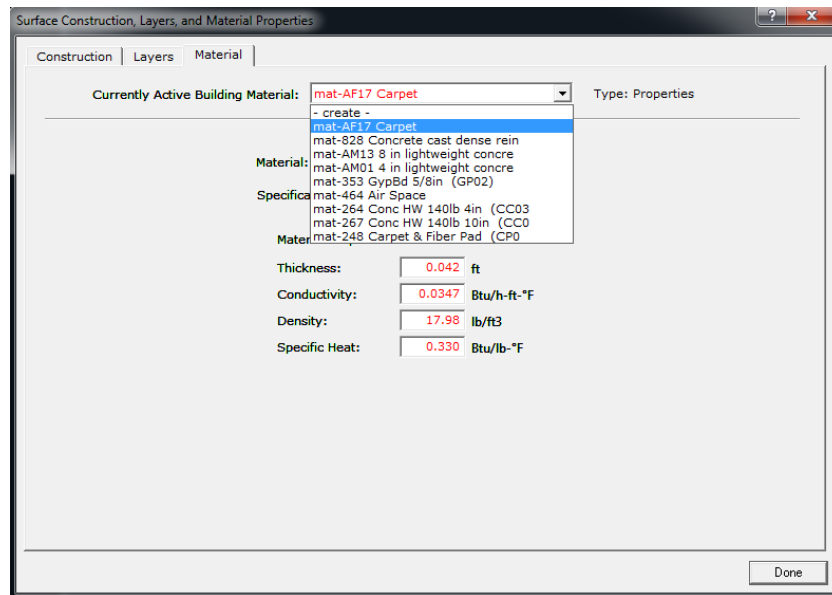 Surface Construction, Layers, and Material Properties
? X
Construction Layers Material
Currently Active Building Material: mat-AF17 Carpet Type: Properties
- create -
mat-AF17 Carpet
mat-828 Concrete cast dense rein
Material: mat-AM13 8 in lightweight concre
mat-AM01 4 in lightweight concre
mat-353 GypBd 5/8in (GP02)
Specifica mat-464 Air Space
mat-264 Conc HW 140lb 4in (CC03
mat-267 Conc HW 140lb 10in (CC0
Mater mat-248 Carpet & Fiber Pad (CP0
Thickness: 0.042 ft
Conductivity: 0.0347 Btu/h-ft-°F
Density: 17.98 lb/ft3
Specific Heat: 0.330 Btu/lb-°F
Done